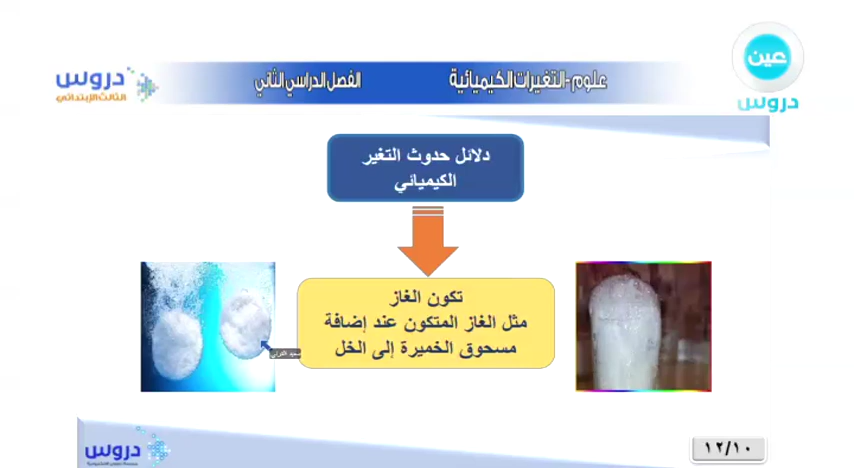 عين
دروس
علوم-التغيرات الكيميائية
الفصل الدراسي الثاني
دروس
الثالث الإبتدائي
دلائل حدوث التغير
الكيميائي
تكون الغاز
مثل الغاز المتكون عند إضافة
مسحوق الخميرة إلى الخل
دروس
١٢/١٠